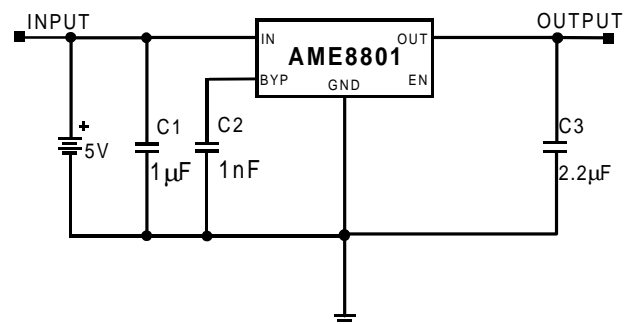 INPUT
OUTPUT
IN
OUT
AME8801
BYP
GND
EN
+
5V
C1
1μF
C2
1nF
C3
2.2μF